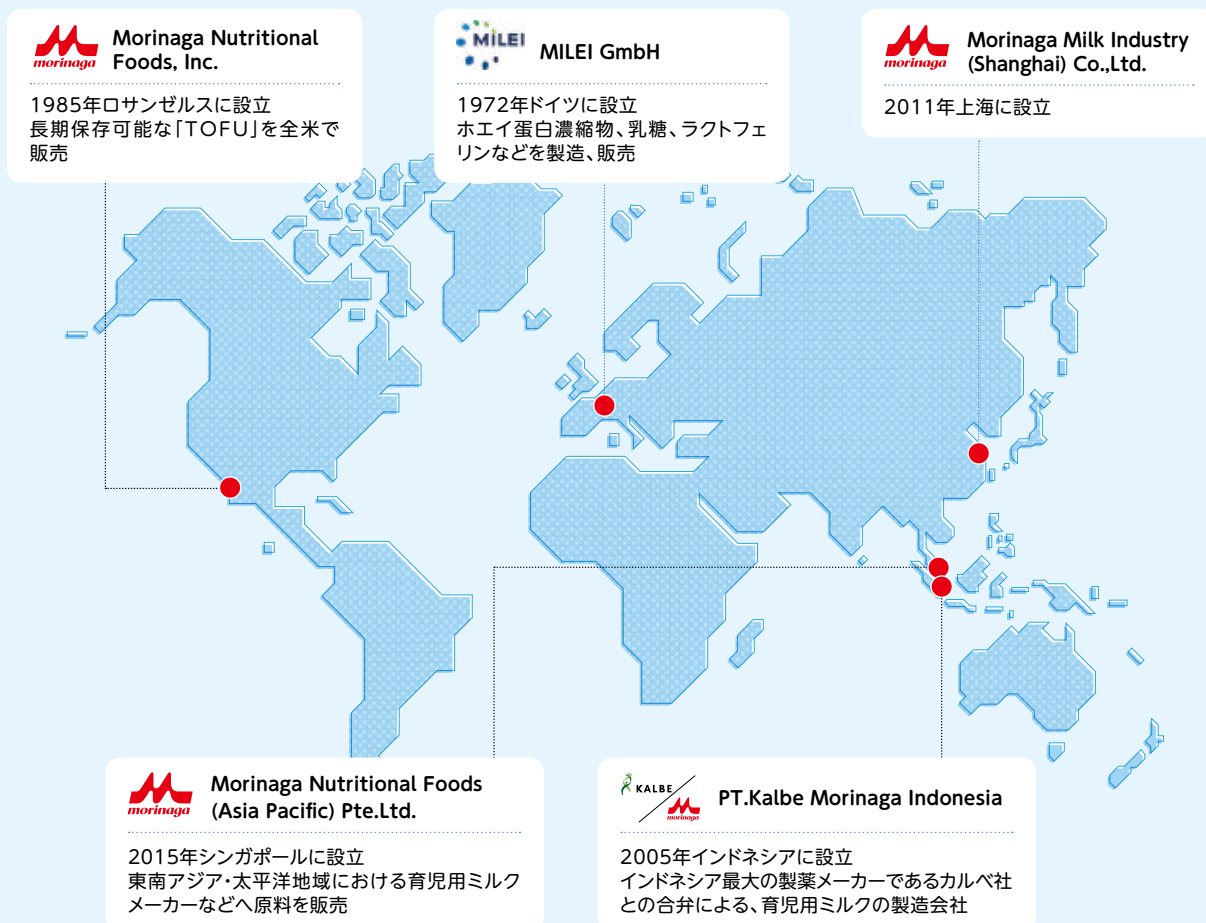 morinaga
Morinaga Nutritional
Foods, Inc.
1985年ロサンゼルスに設立
長期保存可能な「TOFU」を全米で
販売
MILEI
MILEI GmbH
1972年ドイツに設立
ホエイ蛋白濃縮物、乳糖、ラクトフェ
リンなどを製造、販売
morinaga
Morinaga Milk Industry
(Shanghai) Co.,Ltd.
2011年上海に設立
morinaga
Morinaga Nutritional Foods
(Asia Pacific) Pte.Ltd.
2015年シンガポールに設立
東南アジア・太平洋地域における育児用ミルク
メーカーなどへ原料を販売
KALBE
morinaga
PT.Kalbe Morinaga Indonesia
2005年インドネシアに設立
インドネシア最大の製薬メーカーであるカルベ社
との合弁による、育児用ミルクの製造会社